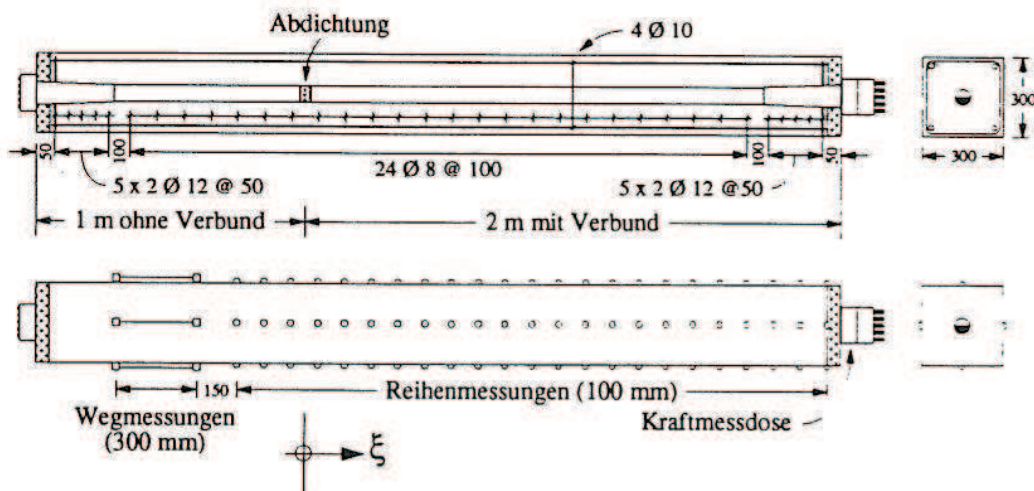 Abdichtung
4 Ø 10
300
300
50
100
24 Ø 8 @ 100
100
50
5 x 2 Ø 12 @ 50
5 x 2 Ø 12 @50
1 m ohne Verbund
2 m mit Verbund
150
Reihenmessungen (100 mm)
Wegmessungen
(300 mm)
Kraftmessdose
ξ